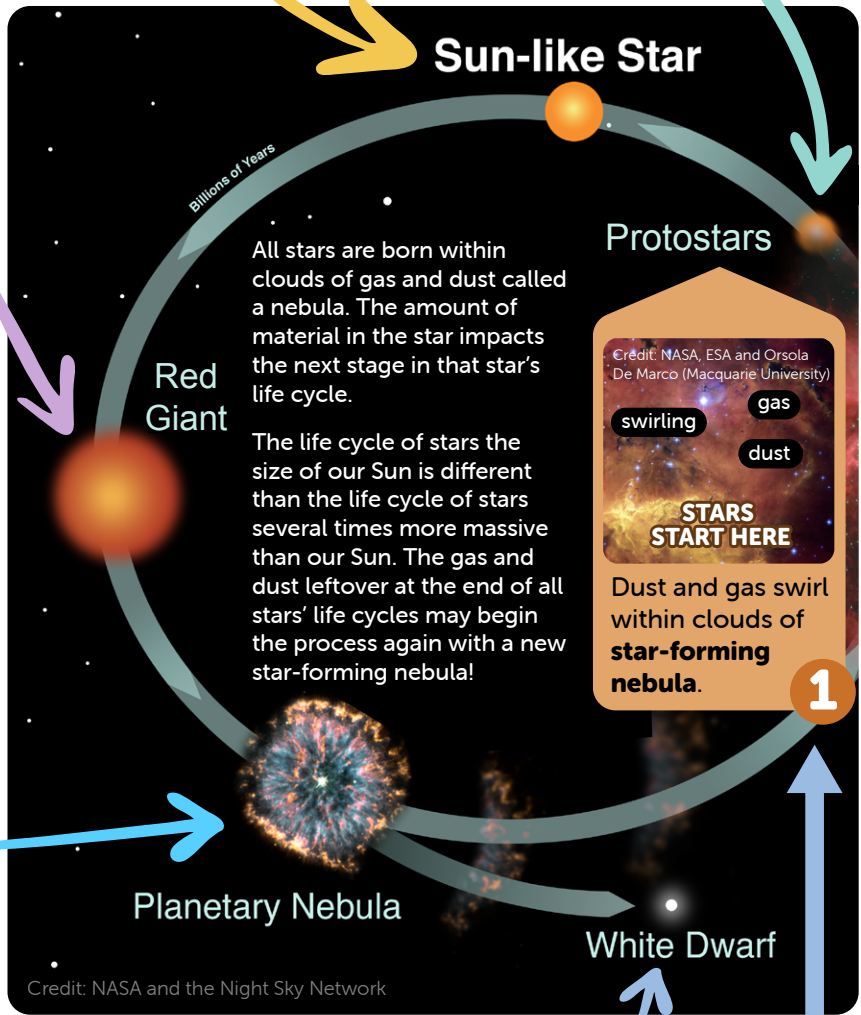 Sun-like Star
Billions of Years
Protostars
All stars are born within
clouds of gas and dust called
a nebula. The amount of
material in the star impacts
the next stage in that star’s
life cycle.
Red
Giant
The life cycle of stars the
size of our Sun is different
than the life cycle of stars
several times more massive
than our Sun. The gas and
dust leftover at the end of all
stars’ life cycles may begin
the process again with a new
star-forming nebula!
Credit: NASA, ESA and Orsola
De Marco (Macquarie University)
gas
swirling
dust
STARS
START HERE
Dust and gas swirl
within clouds of
star-forming
nebula.
1
Planetary Nebula
White Dwarf
Credit: NASA and the Night Sky Network